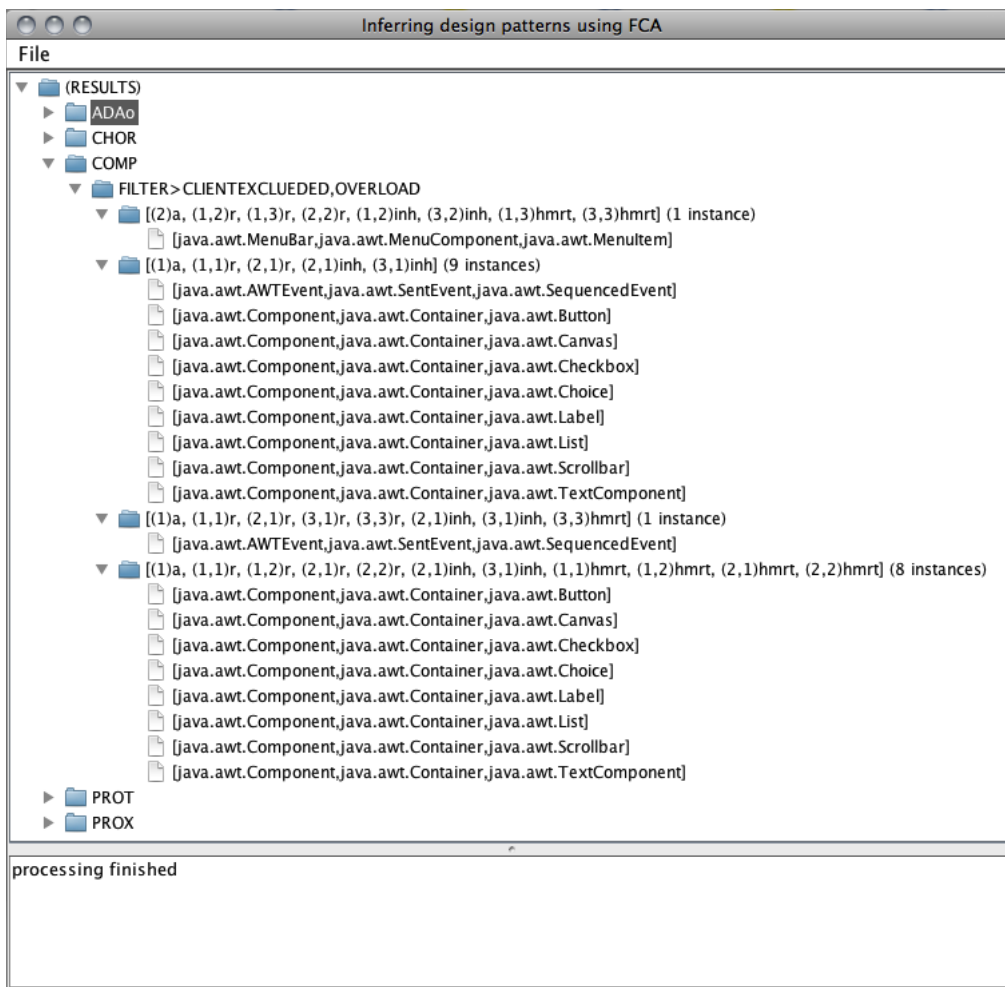 Inferring design patterns using FCA
File
(RESULTS)
ADAo
CHOR
COMP
FILTER>CLIENTEXCLUEDED,OVERLOAD
[(2)a, (1,2)r, (1,3)r, (2,2)r, (1,2)inh, (3,2)inh, (1,3)hmrt, (3,3)hmrt] (1 instance)
[java.awt.MenuBar,java.awt.MenuComponent,java.awt.MenuItem]
[(1)a, (1,1)r, (2,1)r, (2,1)inh, (3,1)inh] (9 instances)
[java.awt.AWTEvent,java.awt.SentEvent,java.awt.SequencedEvent]
[java.awt.Component,java.awt.Container,java.awt.Button]
[java.awt.Component,java.awt.Container,java.awt.Canvas]
[java.awt.Component,java.awt.Container,java.awt.Checkbox]
[java.awt.Component,java.awt.Container,java.awt.Choice]
[java.awt.Component,java.awt.Container,java.awt.Label]
[java.awt.Component,java.awt.Container,java.awt.List]
[java.awt.Component,java.awt.Container,java.awt.Scrollbar]
[java.awt.Component,java.awt.Container,java.awt.TextComponent]
[(1)a, (1,1)r, (2,1)r, (3,1)r, (3,3)r, (2,1)inh, (3,1)inh, (3,3)hmrt] (1 instance)
[java.awt.AWTEvent,java.awt.SentEvent,java.awt.SequencedEvent]
[(1)a, (1,1)r, (1,2)r, (2,1)r, (2,2)r, (2,1)inh, (3,1)inh, (1,1)hmrt, (1,2)hmrt, (2,1)hmrt, (2,2)hmrt] (8 instances)
[java.awt.Component,java.awt.Container,java.awt.Button]
[java.awt.Component,java.awt.Container,java.awt.Canvas]
[java.awt.Component,java.awt.Container,java.awt.Checkbox]
[java.awt.Component,java.awt.Container,java.awt.Choice]
[java.awt.Component,java.awt.Container,java.awt.Label]
[java.awt.Component,java.awt.Container,java.awt.List]
[java.awt.Component,java.awt.Container,java.awt.Scrollbar]
[java.awt.Component,java.awt.Container,java.awt.TextComponent]
PROT
PROX
processing finished